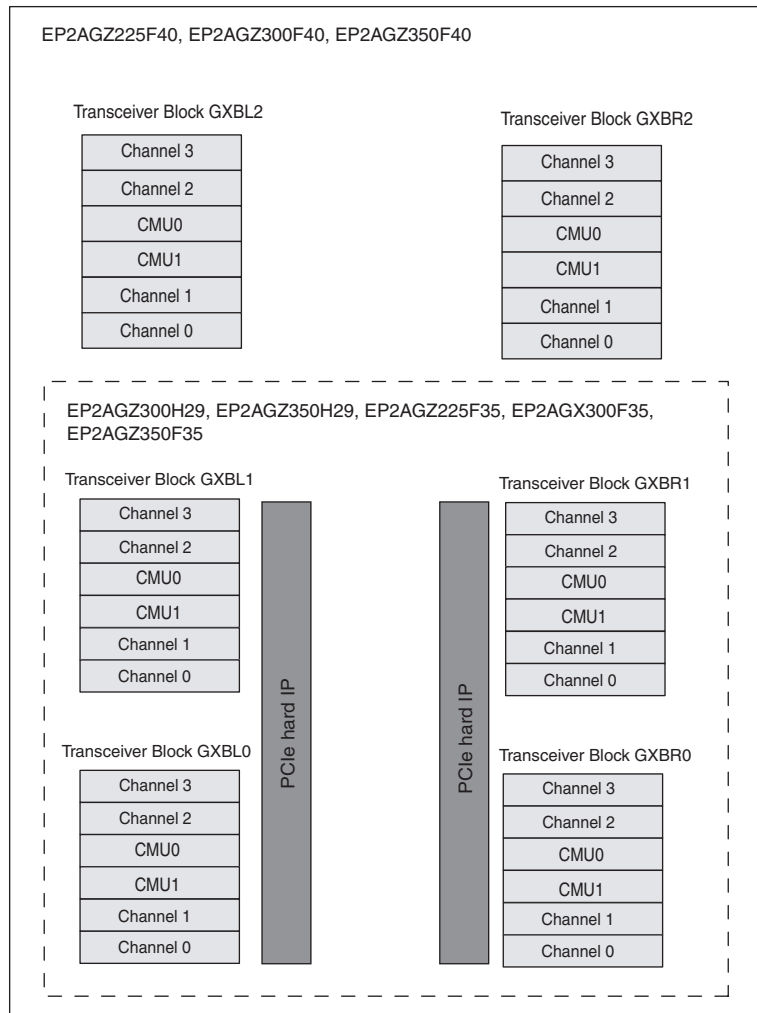 EP2AGZ225F40, EP2AGZ300F40, EP2AGZ350F40
Transceiver Block GXBL2
Channel 3
Channel 2
CMU0
CMU1
Channel 1
Channel 0
Transceiver Block GXBR2
Channel 3
Channel 2
CMU0
CMU1
Channel 1
Channel 0
EP2AGZ300H29, EP2AGZ350H29, EP2AGZ225F35, EP2AGX300F35,
EP2AGZ350F35
Transceiver Block GXBL1
Channel 3
Channel 2
CMU0
CMU1
Channel 1
Channel 0
PCIe hard IP
PCIe hard IP
Transceiver Block GXBR1
Channel 3
Channel 2
CMU0
CMU1
Channel 1
Channel 0
Transceiver Block GXBL0
Channel 3
Channel 2
CMU0
CMU1
Channel 1
Channel 0
Transceiver Block GXBR0
Channel 3
Channel 2
CMU0
CMU1
Channel 1
Channel 0